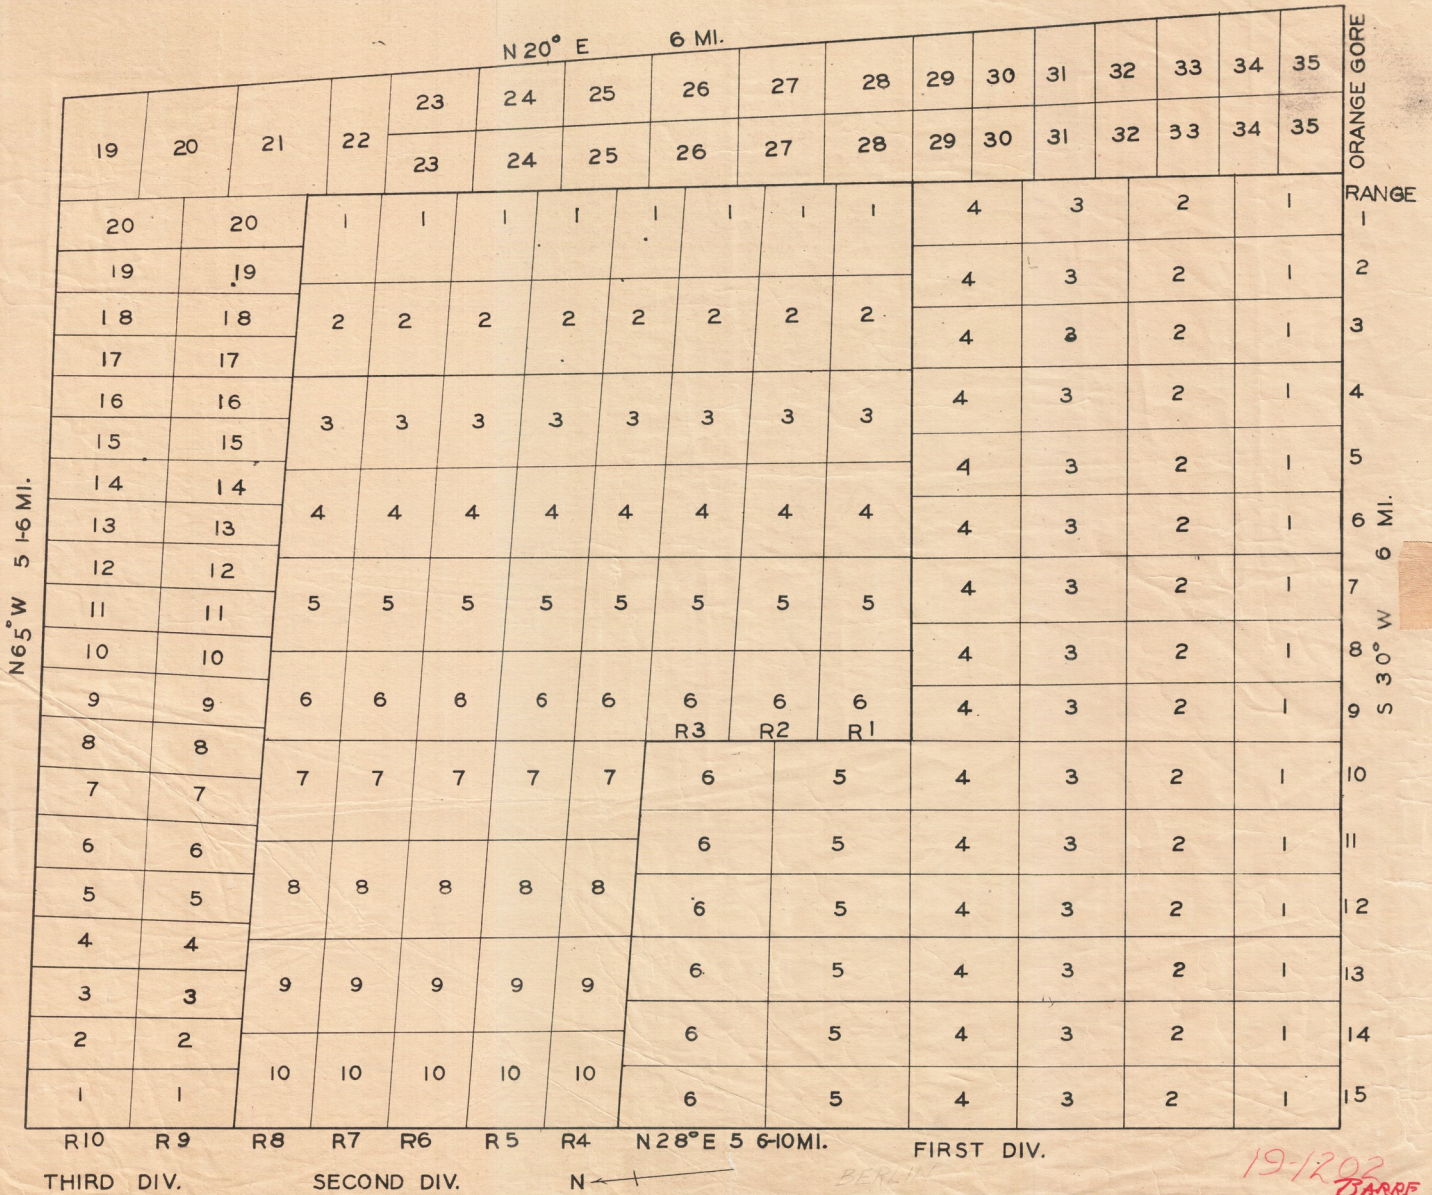 N 20° E 6 MI.
23 24 25 26 27 28 29 30 31 32 33 34 35
19 20 21 22
23 24 25 26 27 28 29 30 31 32 33 34 35
ORANGE GORE
RANGE
20 20 1 1 1 1 1 1 1 1 4 3 2 1 1
19 19 4 3 2 1 2
18 18 2 2 2 2 2 2 2 2 4 3 2 1 3
17 17
16 16 4 3 2 1 4
15 15 3 3 3 3 3 3 3 3
14 14 4 3 2 1 5
13 13 4 4 4 4 4 4 4 4 4 3 2 1 6
12 12
11 11 5 5 5 5 5 5 5 5 4 3 2 1 7
10 10 4 3 2 1 8
9 9 6 6 6 6 6 6 6 6 4 3 2 1 9
R3 R2 R1
8 8
7 7 7 7 7 7 7 6 5 4 3 2 1 10
6 6 6 5 4 3 2 1 11
5 5 8 8 8 8 8 6 5 4 3 2 1 12
4 4
3 3 9 9 9 9 9 6 5 4 3 2 1 13
2 2 6 5 4 3 2 1 14
1 1 10 10 10 10 10 6 5 4 3 2 1 15
N65°W 5 1-6 MI.
S 30° W 6 MI.
R10 R9 R8 R7 R6 R5 R4 N28°E 5 6-10MI.
FIRST DIV.
THIRD DIV. SECOND DIV. N
BERLIN
19-1202
BARRE